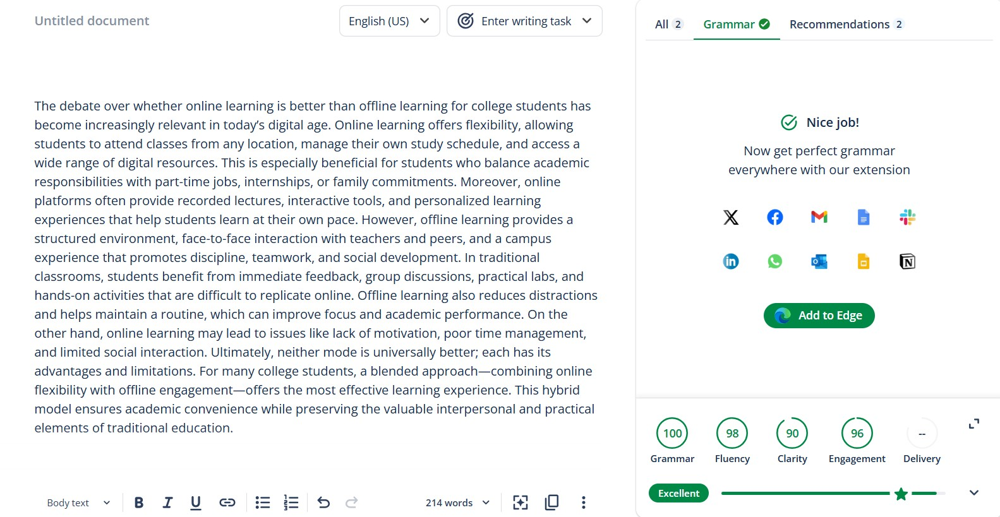 Untitled document
English (US)
Enter writing task
All 2
Grammar
Recommendations 2
The debate over whether online learning is better than offline learning for college students has
become increasingly relevant in today’s digital age. Online learning offers flexibility, allowing
students to attend classes from any location, manage their own study schedule, and access a
wide range of digital resources. This is especially beneficial for students who balance academic
responsibilities with part-time jobs, internships, or family commitments. Moreover, online
platforms often provide recorded lectures, interactive tools, and personalized learning
experiences that help students learn at their own pace. However, offline learning provides a
structured environment, face-to-face interaction with teachers and peers, and a campus
experience that promotes discipline, teamwork, and social development. In traditional
classrooms, students benefit from immediate feedback, group discussions, practical labs, and
hands-on activities that are difficult to replicate online. Offline learning also reduces distractions
and helps maintain a routine, which can improve focus and academic performance. On the
other hand, online learning may lead to issues like lack of motivation, poor time management,
and limited social interaction. Ultimately, neither mode is universally better; each has its
advantages and limitations. For many college students, a blended approach—combining online
flexibility with offline engagement—offers the most effective learning experience. This hybrid
model ensures academic convenience while preserving the valuable interpersonal and practical
elements of traditional education.
Nice job!
Now get perfect grammar
everywhere with our extension
Add to Edge
100
98
90
96
--
Grammar
Fluency
Clarity
Engagement
Delivery
Excellent
Body text
B
I
U
214 words